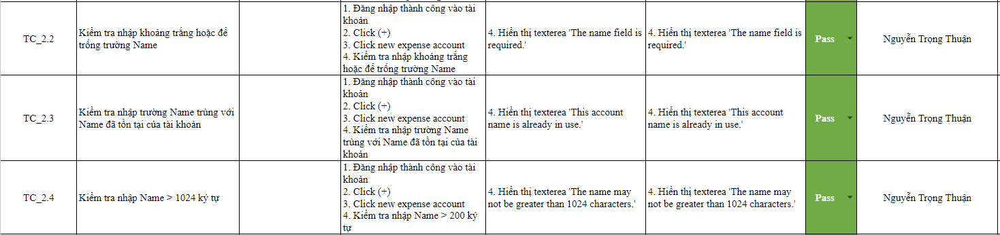 TC_2.2
Kiểm tra nhập khoảng trắng hoặc để
trống trường Name
1. Đăng nhập thành công vào tài
khoản
2. Click (+)
3. Click new expense account
4. Kiểm tra nhập khoảng trắng
hoặc để trống trường Name
4. Hiển thị texterea 'The name field is
required.'
4. Hiển thị texterea 'The name field is
required.'
Pass
Nguyễn Trọng Thuận
TC_2.3
Kiểm tra nhập trường Name trùng với
Name đã tồn tại của tài khoản
1. Đăng nhập thành công vào tài
khoản
2. Click (+)
3. Click new expense account
4. Kiểm tra nhập trường Name
trùng với Name đã tồn tại của tài
khoản
4. Hiển thị texterea 'This account
name is already in use.'
4. Hiển thị texterea 'This account
name is already in use.'
Pass
Nguyễn Trọng Thuận
TC_2.4
Kiểm tra nhập Name > 1024 ký tự
1. Đăng nhập thành công vào tài
khoản
2. Click (+)
3. Click new expense account
4. Kiểm tra nhập Name > 200 ký
tự
4. Hiển thị texterea 'The name may
not be greater than 1024 characters.'
4. Hiển thị texterea 'The name may
not be greater than 1024 characters.'
Pass
Nguyễn Trọng Thuận